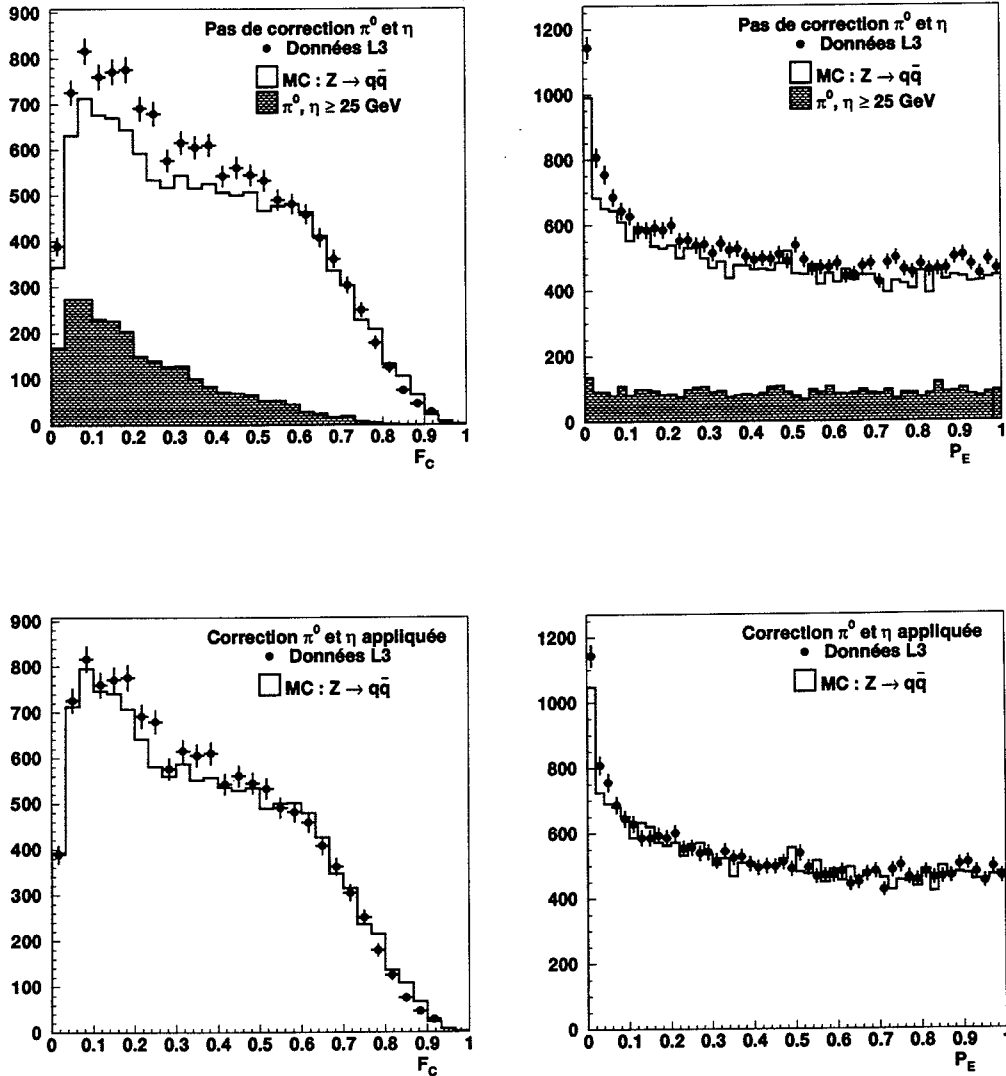 Pas de correction π⁰ et η
Données L3
MC : Z → qq̄
π⁰, η ≥ 25 GeV
900
800
700
600
500
400
300
200
100
0
0 0.1 0.2 0.3 0.4 0.5 0.6 0.7 0.8 0.9 1
F_C
Pas de correction π⁰ et η
Données L3
MC : Z → qq̄
π⁰, η ≥ 25 GeV
1200
1000
800
600
400
200
0
0 0.1 0.2 0.3 0.4 0.5 0.6 0.7 0.8 0.9 1
P_E
Correction π⁰ et η appliquée
Données L3
MC : Z → qq̄
900
800
700
600
500
400
300
200
100
0
0 0.1 0.2 0.3 0.4 0.5 0.6 0.7 0.8 0.9 1
F_C
Correction π⁰ et η appliquée
Données L3
MC : Z → qq̄
1200
1000
800
600
400
200
0
0 0.1 0.2 0.3 0.4 0.5 0.6 0.7 0.8 0.9 1
P_E